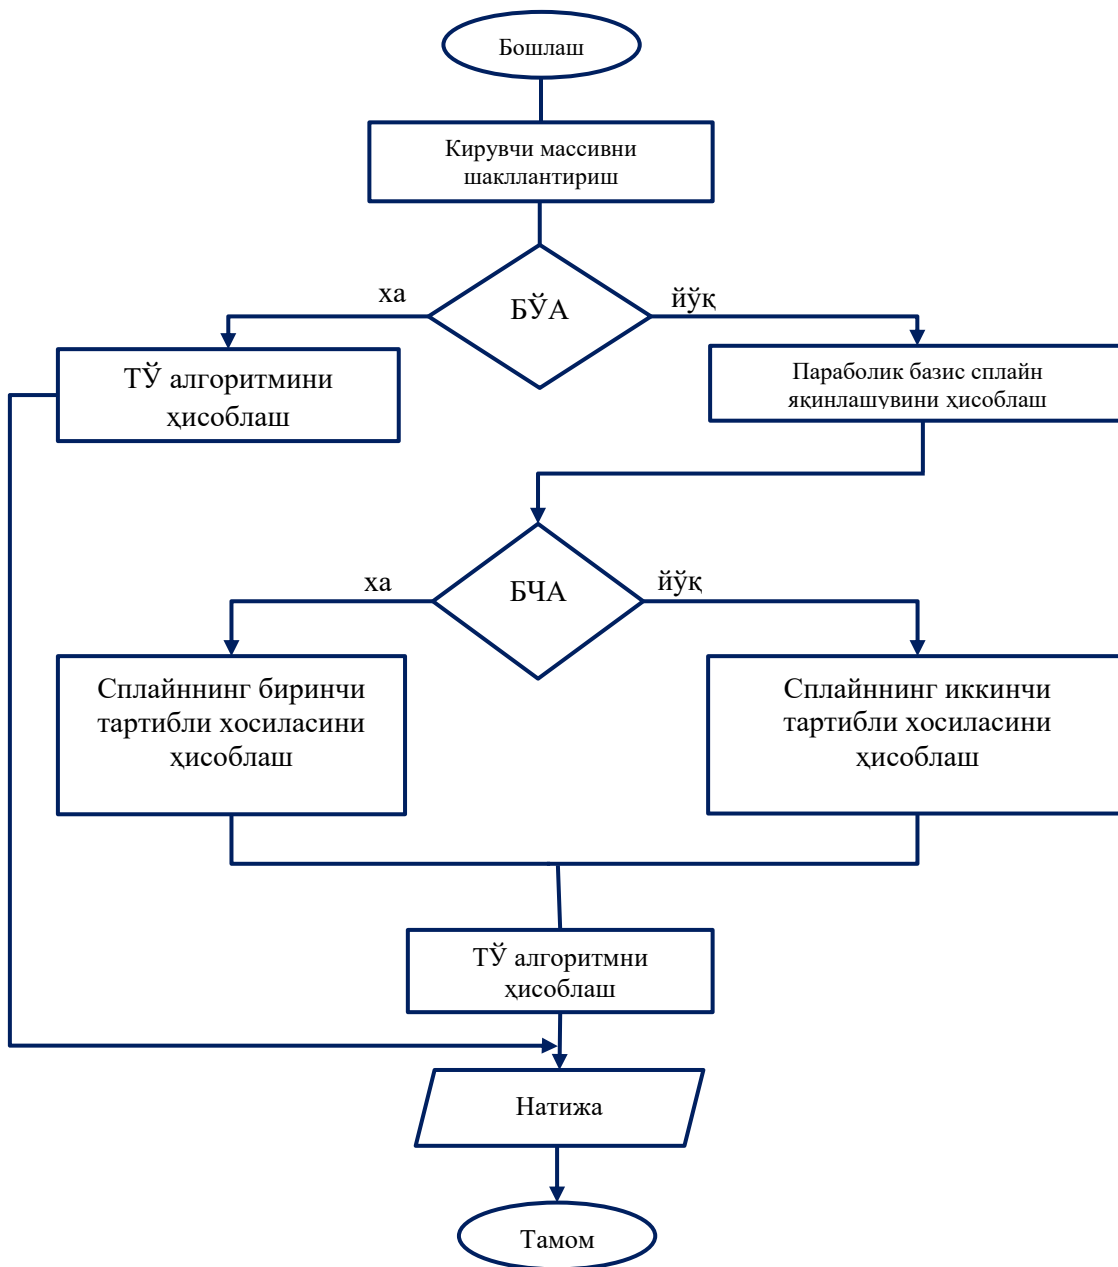 Бошлаш
Кирувчи массивни
шакллантириш
ха
БЎА
йўқ
ТЎ алгоритмини
ҳисоблаш
Параболик базис сплайн
яқинлашувини ҳисоблаш
ха
БЧА
йўқ
Сплайннинг биринчи
тартибли хосиласини
ҳисоблаш
Сплайннинг иккинчи
тартибли хосиласини
ҳисоблаш
ТЎ алгоритмни
ҳисоблаш
Натижа
Тамом